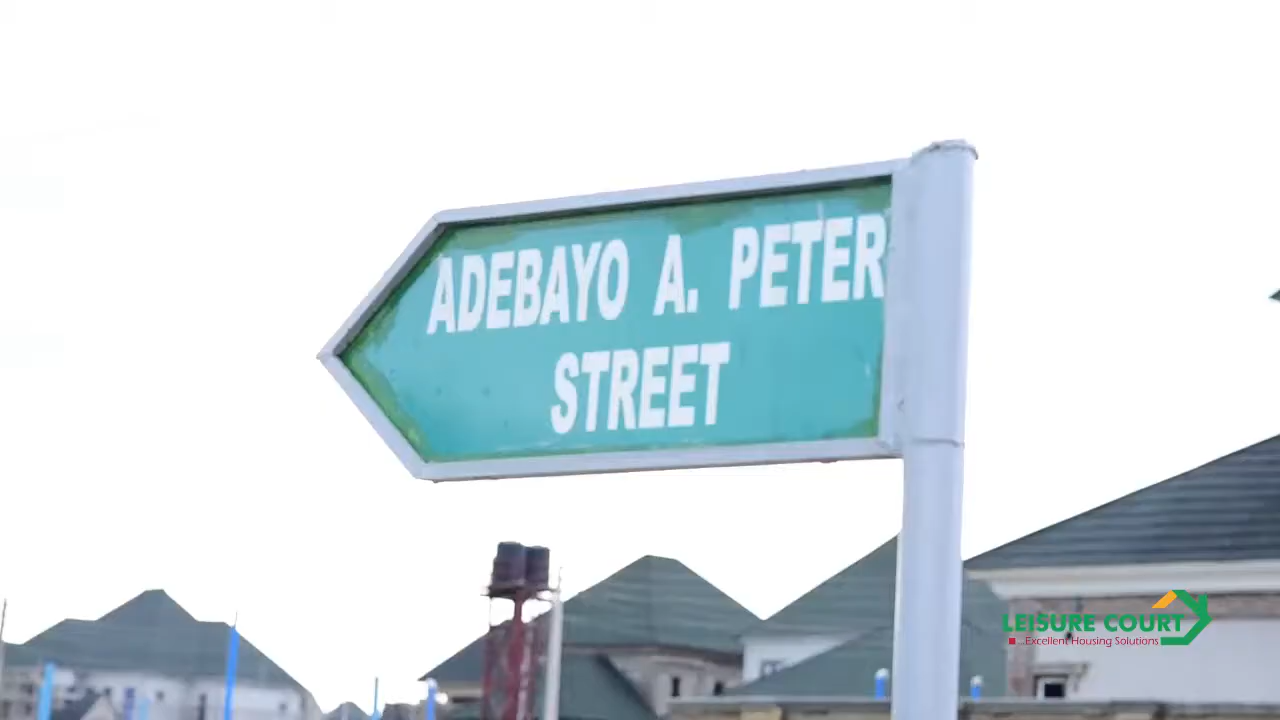 ADEBAYO A. PETER
STREET
LEISURE COURT
...Excellent Housing Solutions